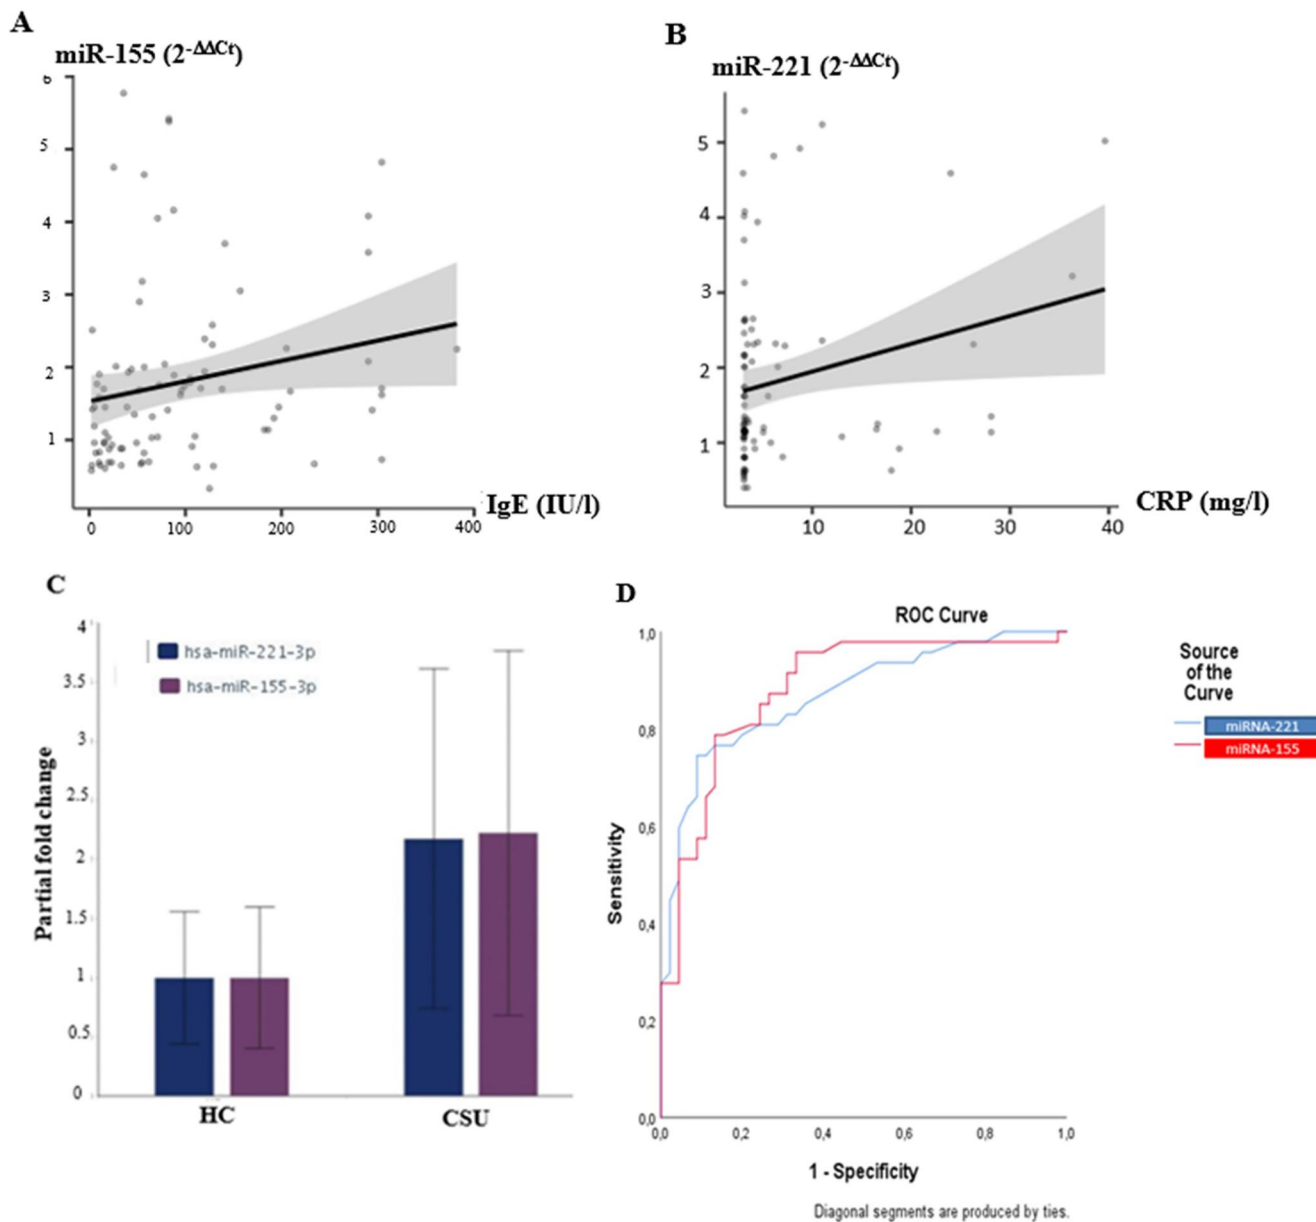 A
miR-155 (2-ΔΔCt)
6
5
4
3
2
1
0 100 200 300 400
IgE (IU/l)
B
miR-221 (2-ΔΔCt)
5
4
3
2
1
10 20 30 40
CRP (mg/l)
C
4
3.5
3
2.5
2
1.5
1
0.5
0
Partial fold change
hsa-miR-221-3p
hsa-miR-155-3p
HC CSU
D
ROC Curve
1,0
0,8
0,6
0,4
0,2
0,0
Sensitivity
0,0 0,2 0,4 0,6 0,8 1,0
1 - Specificity
Source
of the
Curve
miRNA-221
miRNA-155
Diagonal segments are produced by ties.